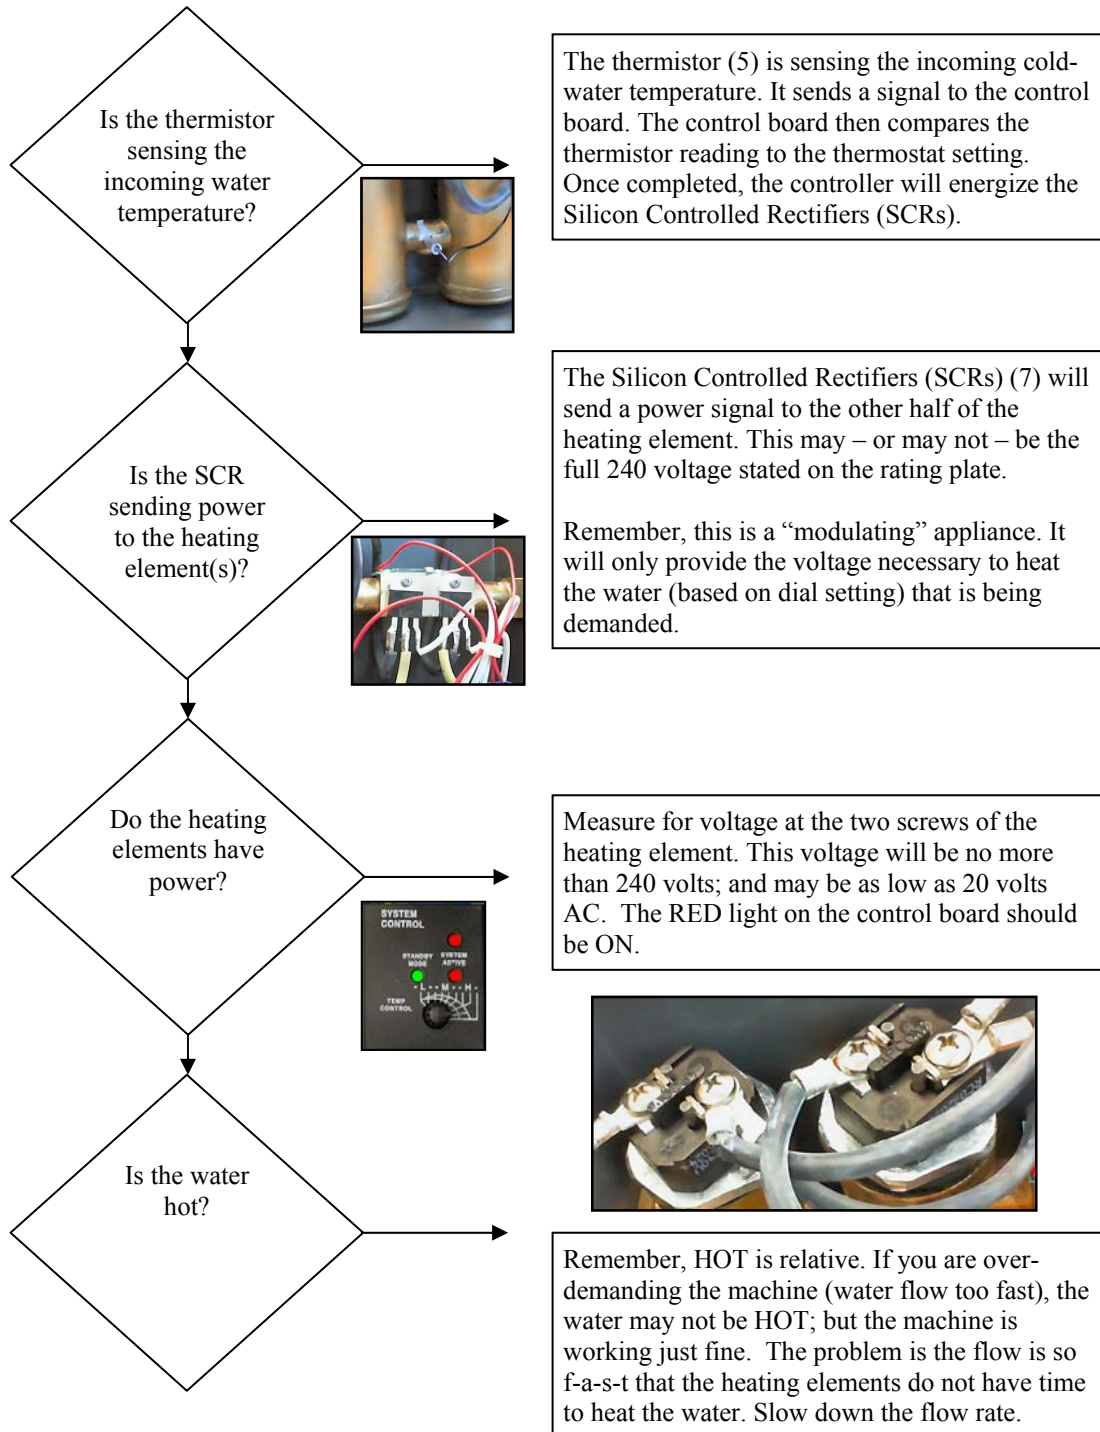 Is the thermistor
sensing the
incoming water
temperature?
The thermistor (5) is sensing the incoming cold-
water temperature. It sends a signal to the control
board. The control board then compares the
thermistor reading to the thermostat setting.
Once completed, the controller will energize the
Silicon Controlled Rectifiers (SCRs).
Is the SCR
sending power
to the heating
element(s)?
The Silicon Controlled Rectifiers (SCRs) (7) will
send a power signal to the other half of the
heating element. This may – or may not – be the
full 240 voltage stated on the rating plate.
Remember, this is a “modulating” appliance. It
will only provide the voltage necessary to heat
the water (based on dial setting) that is being
demanded.
Do the heating
elements have
power?
SYSTEM
CONTROL
STANDBY
MODE
SYSTEM
ACTIVE
- L - - M - - H -
TEMP
CONTROL
Measure for voltage at the two screws of the
heating element. This voltage will be no more
than 240 volts; and may be as low as 20 volts
AC.  The RED light on the control board should
be ON.
Is the water
hot?
Remember, HOT is relative. If you are over-
demanding the machine (water flow too fast), the
water may not be HOT; but the machine is
working just fine.  The problem is the flow is so
f-a-s-t that the heating elements do not have time
to heat the water. Slow down the flow rate.